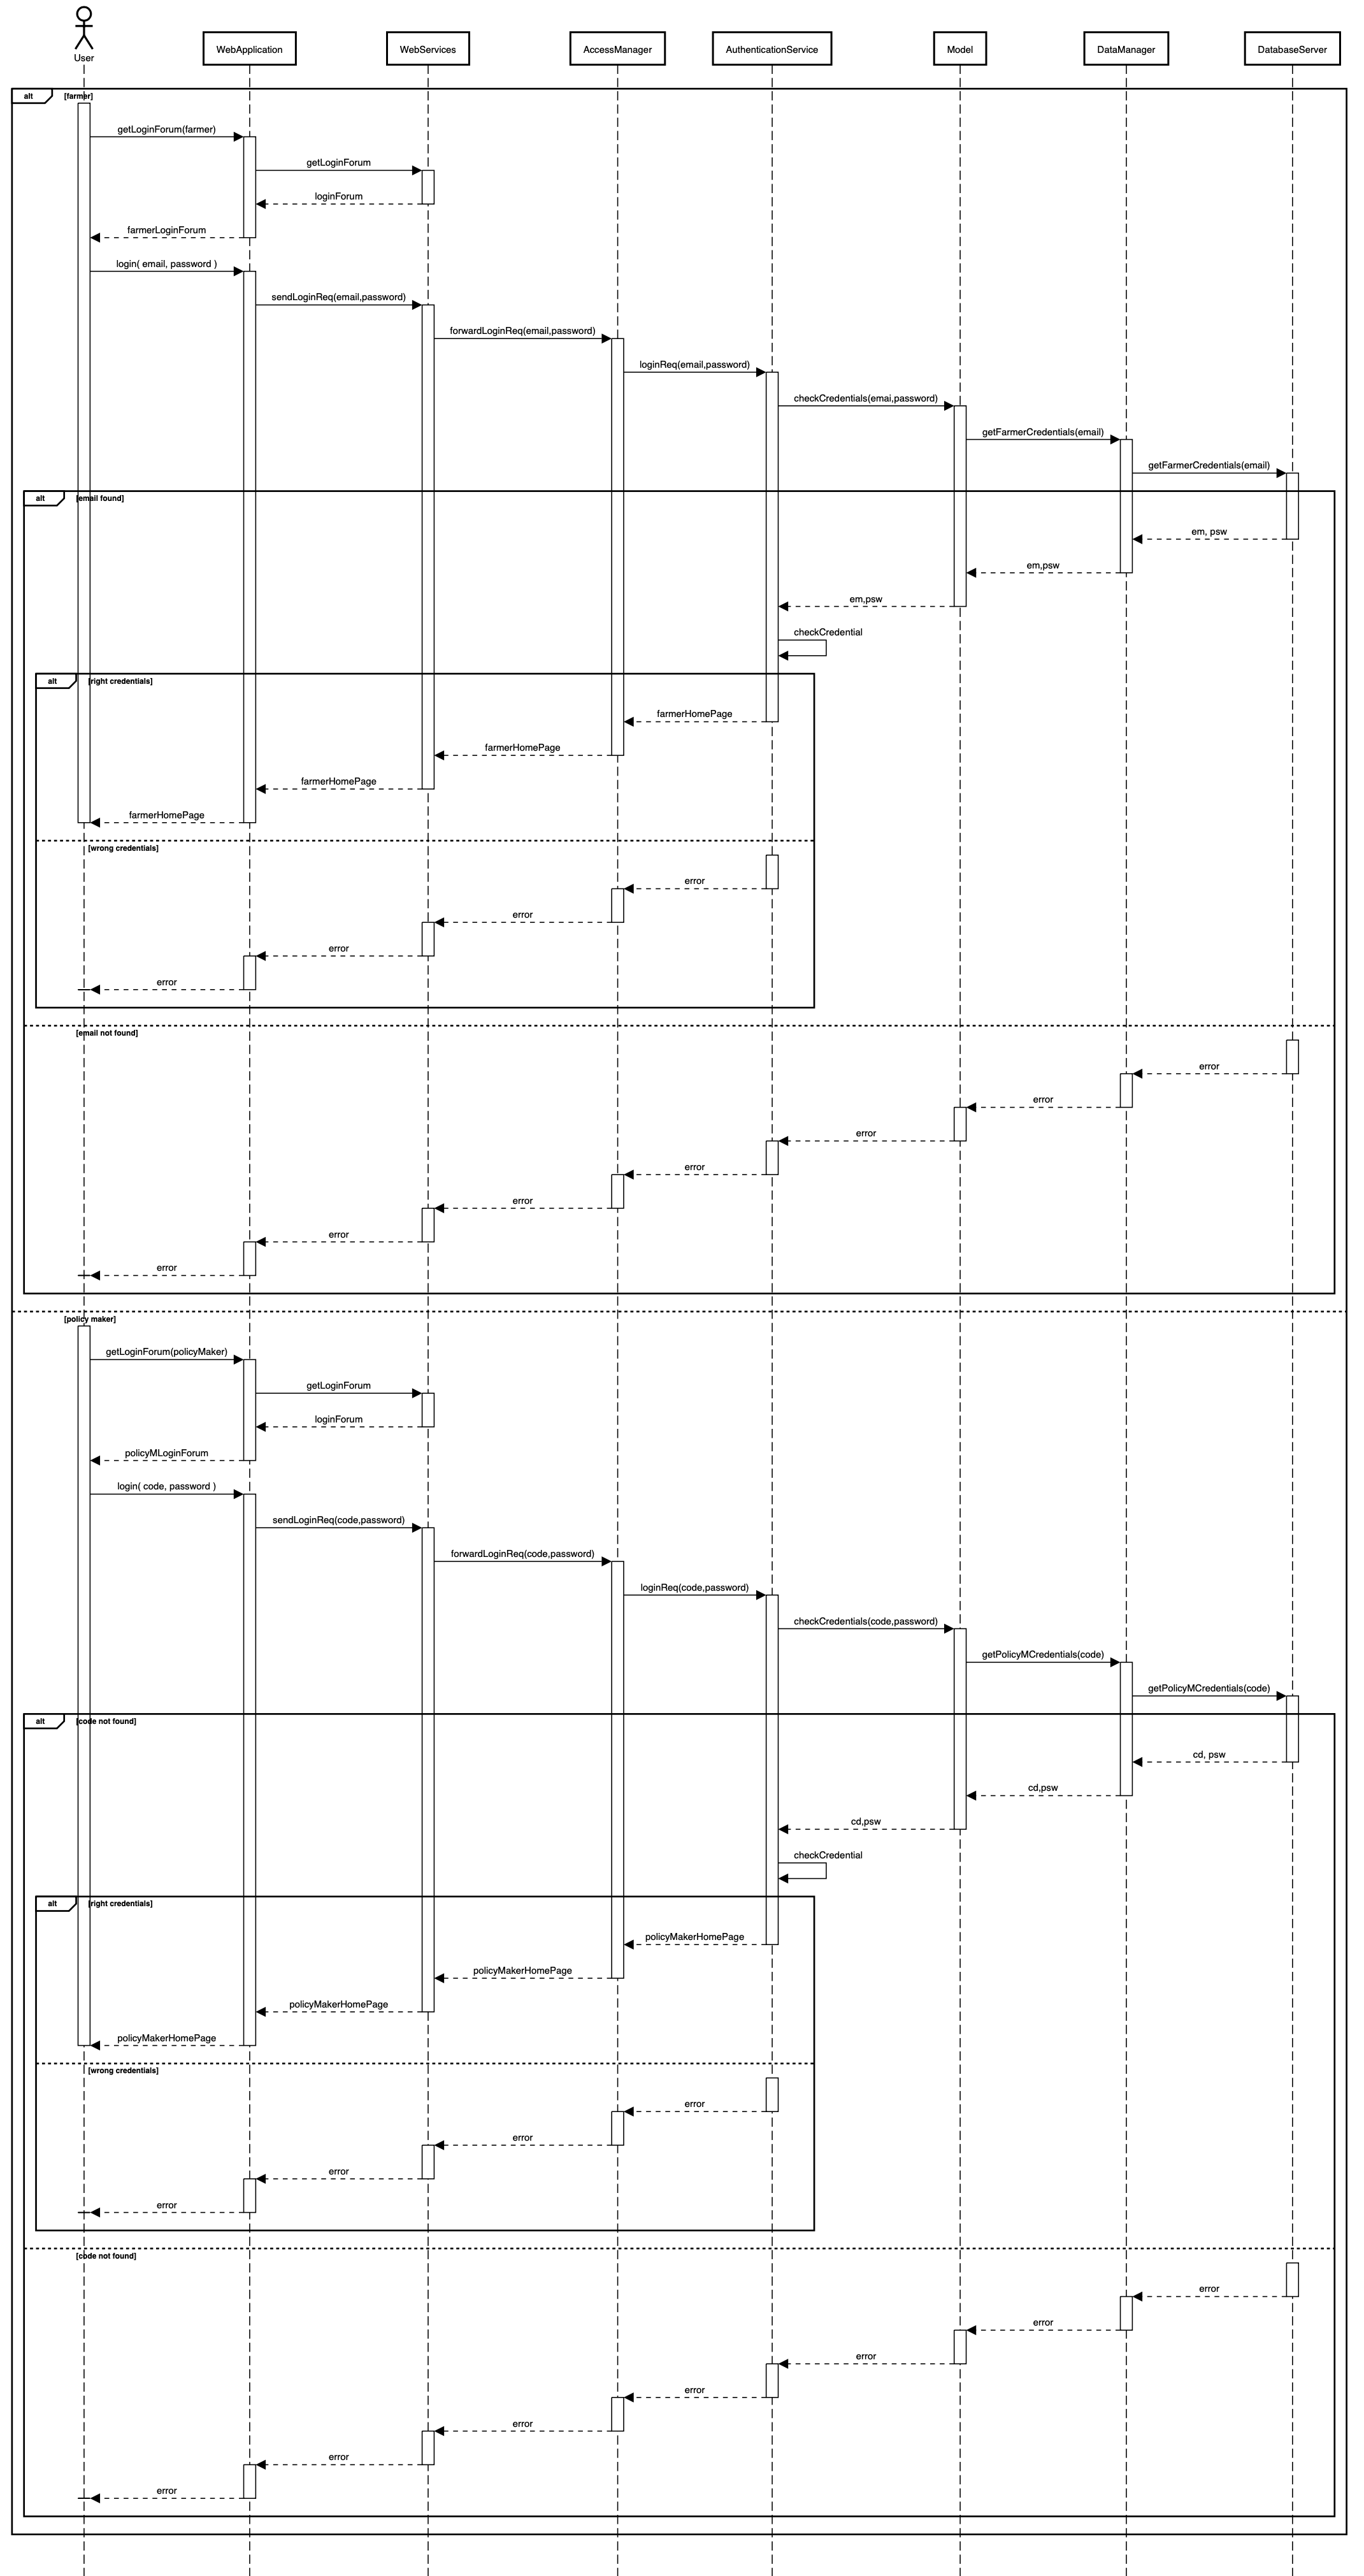 User
WebApplication
WebServices
AccessManager
AuthenticationService
Model
DataManager
DatabaseServer
alt
[farmer]
getLoginForum(farmer)
getLoginForum
loginForum
farmerLoginForum
login( email, password )
sendLoginReq(email,password)
forwardLoginReq(email,password)
loginReq(email,password)
checkCredentials(emai,password)
getFarmerCredentials(email)
getFarmerCredentials(email)
alt
[email found]
em, psw
em,psw
em,psw
checkCredential
alt
[right credentials]
farmerHomePage
farmerHomePage
farmerHomePage
farmerHomePage
[wrong credentials]
error
error
error
error
[email not found]
error
error
error
error
error
error
error
[policy maker]
getLoginForum(policyMaker)
getLoginForum
loginForum
policyMLoginForum
login( code, password )
sendLoginReq(code,password)
forwardLoginReq(code,password)
loginReq(code,password)
checkCredentials(code,password)
getPolicyMCredentials(code)
getPolicyMCredentials(code)
alt
[code not found]
cd, psw
cd,psw
cd,psw
checkCredential
alt
[right credentials]
policyMakerHomePage
policyMakerHomePage
policyMakerHomePage
policyMakerHomePage
[wrong credentials]
error
error
error
error
[code not found]
error
error
error
error
error
error
error